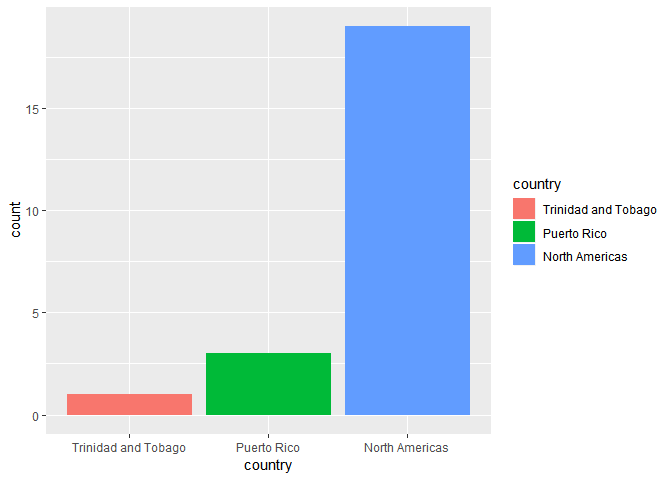 15
10
5
0
count
Trinidad and Tobago
Puerto Rico
North Americas
country
country
Trinidad and Tobago
Puerto Rico
North Americas